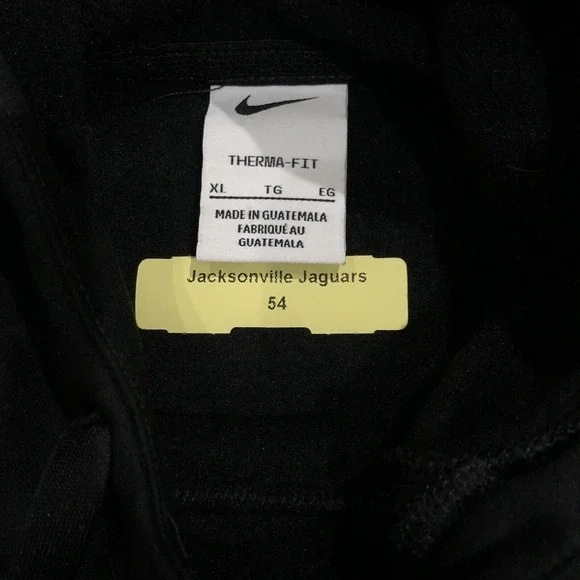 THERMA-FIT
XL TG EG
MADE IN GUATEMALA
FABRIQUÉ AU
GUATEMALA
Jacksonville Jaguars
54